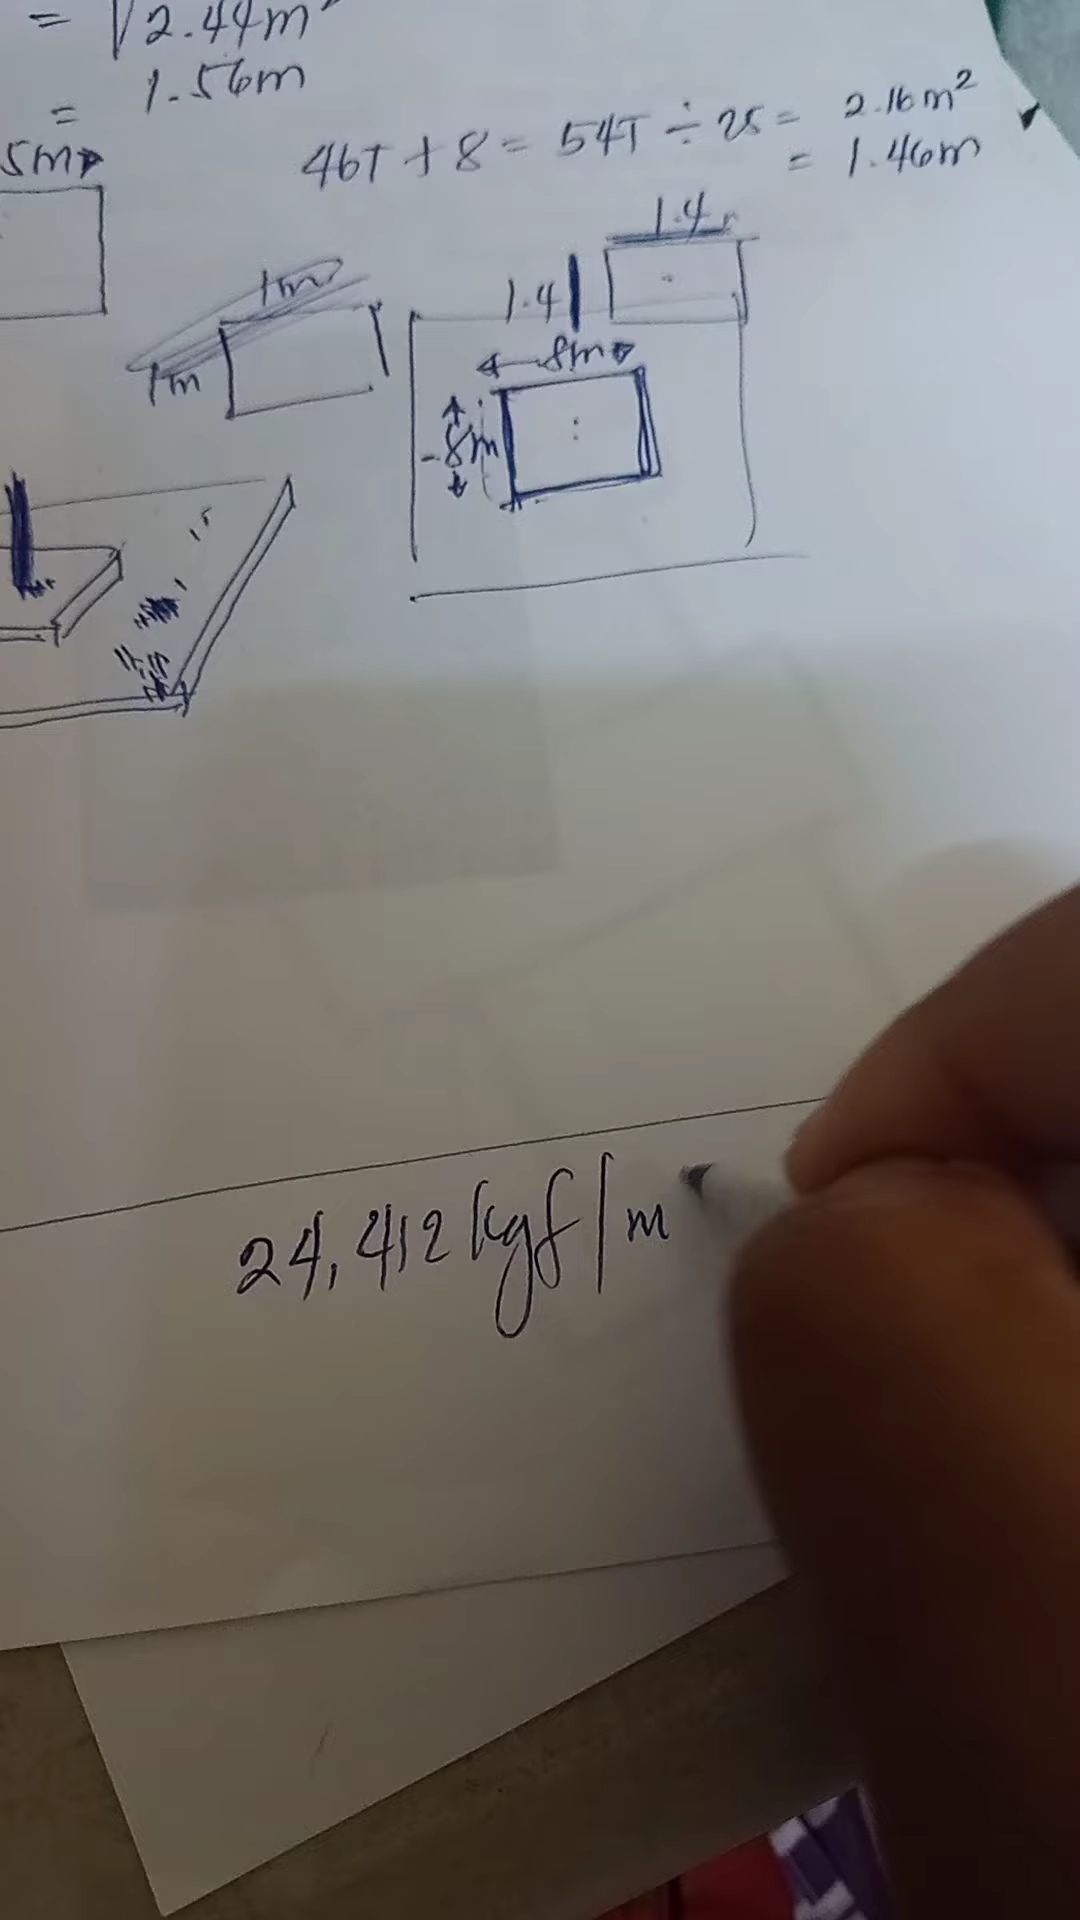 = √2.44m²
= 1.56m
46T + 8 = 54T ÷ 25 = 2.16m²
= 1.46m
5m
1.4
1m
1.4
1m
.8m
.8m
24,412 kgf/m